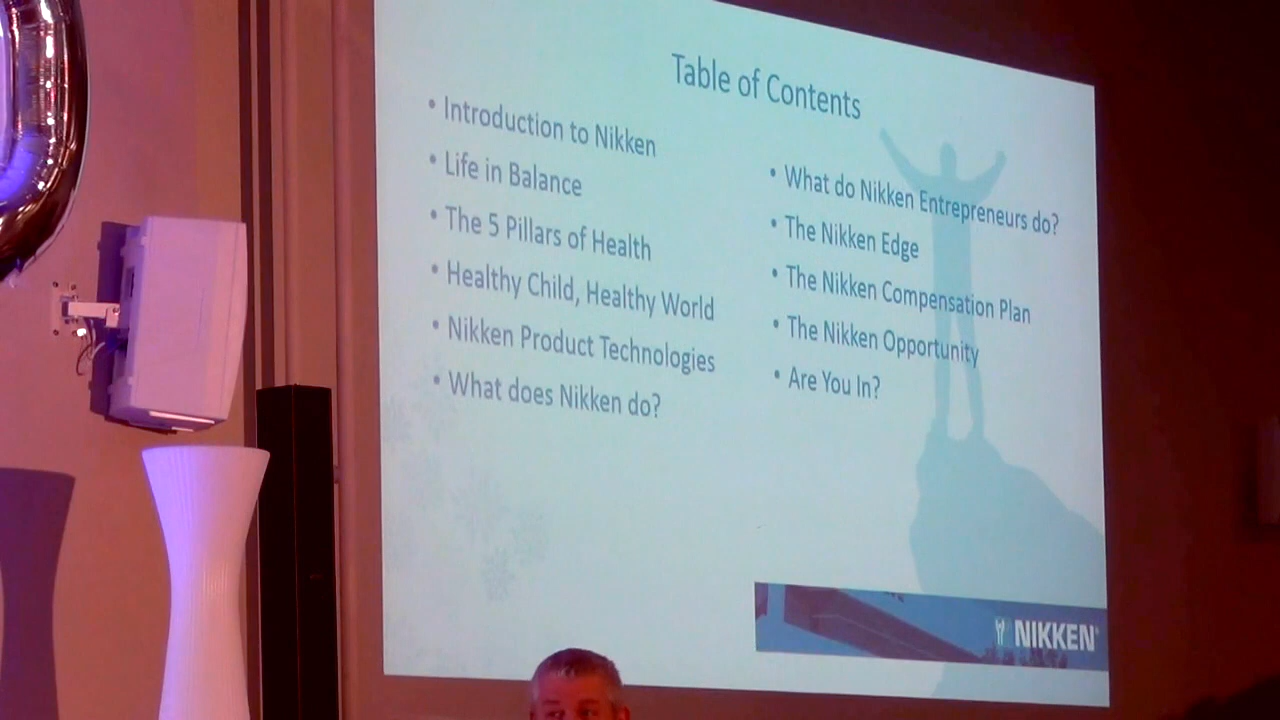 Table of Contents
• Introduction to Nikken
• Life in Balance
• The 5 Pillars of Health
• Healthy Child, Healthy World
• Nikken Product Technologies
• What does Nikken do?
• What do Nikken Entrepreneurs do?
• The Nikken Edge
• The Nikken Compensation Plan
• The Nikken Opportunity
• Are You In?
NIKKEN®